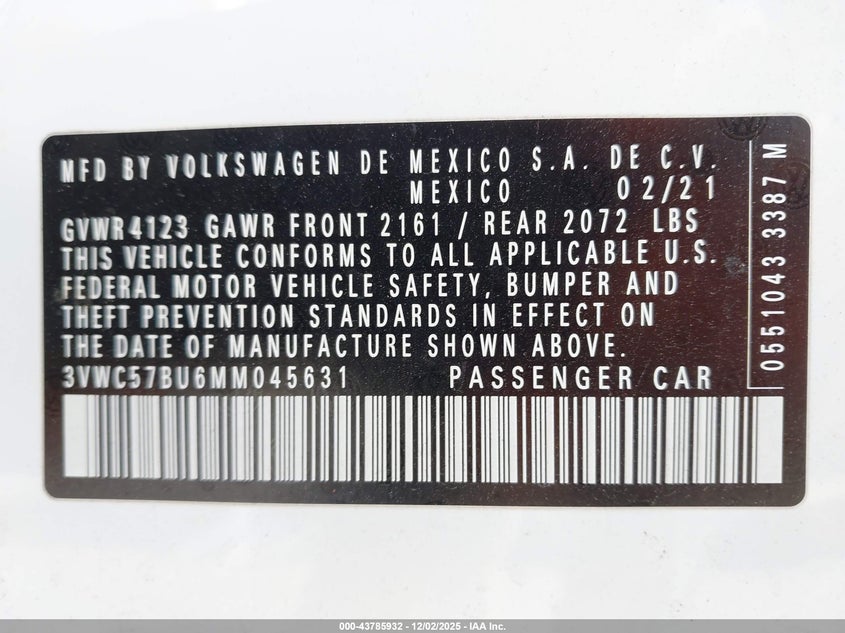 MFD BY VOLKSWAGEN DE MEXICO S.A. DE C.V.
MEXICO 02/21
GVWR 4123 GAWR FRONT 2161 / REAR 2072 LBS
THIS VEHICLE CONFORMS TO ALL APPLICABLE U.S.
FEDERAL MOTOR VEHICLE SAFETY, BUMPER AND
THEFT PREVENTION STANDARDS IN EFFECT ON
THE DATE OF MANUFACTURE SHOWN ABOVE.
3VWC57BU6MM045631 PASSENGER CAR
0551043 3387 M
000-43785932 - 12/02/2025 - IAA Inc.